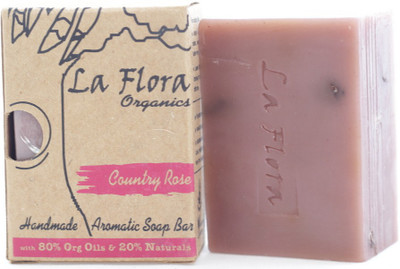 La Flora
Organics
Country Rose
Handmade Aromatic Soap Bar
with 80% Org Oils & 20% Naturals
La Flora